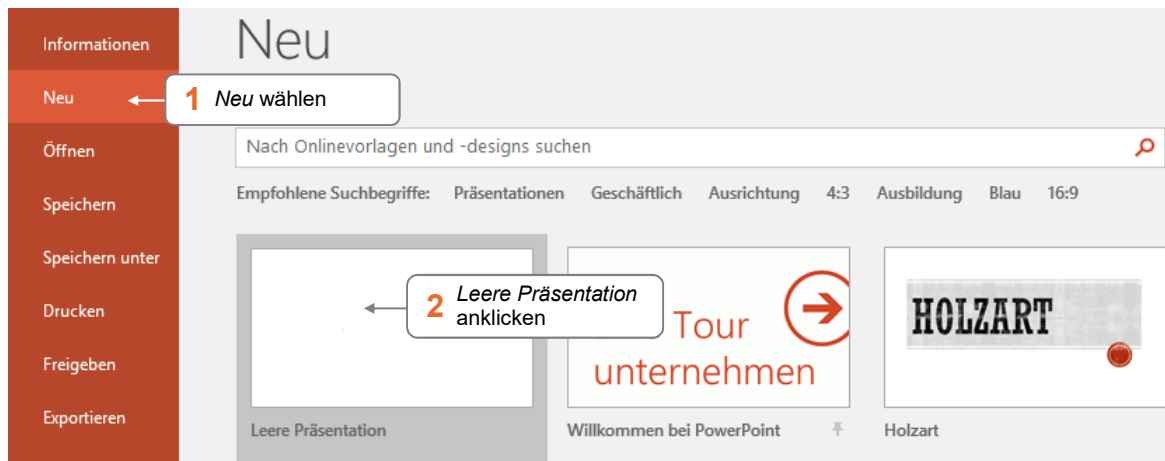 Informationen
Neu
Öffnen
Speichern
Speichern unter
Drucken
Freigeben
Exportieren
Neu
1 Neu wählen
Nach Onlinevorlagen und -designs suchen
Empfohlene Suchbegriffe: Präsentationen Geschäftlich Ausrichtung 4:3 Ausbildung Blau 16:9
2 Leere Präsentation
anklicken
Tour
unternehmen
HOLZART
Leere Präsentation
Willkommen bei PowerPoint
Holzart